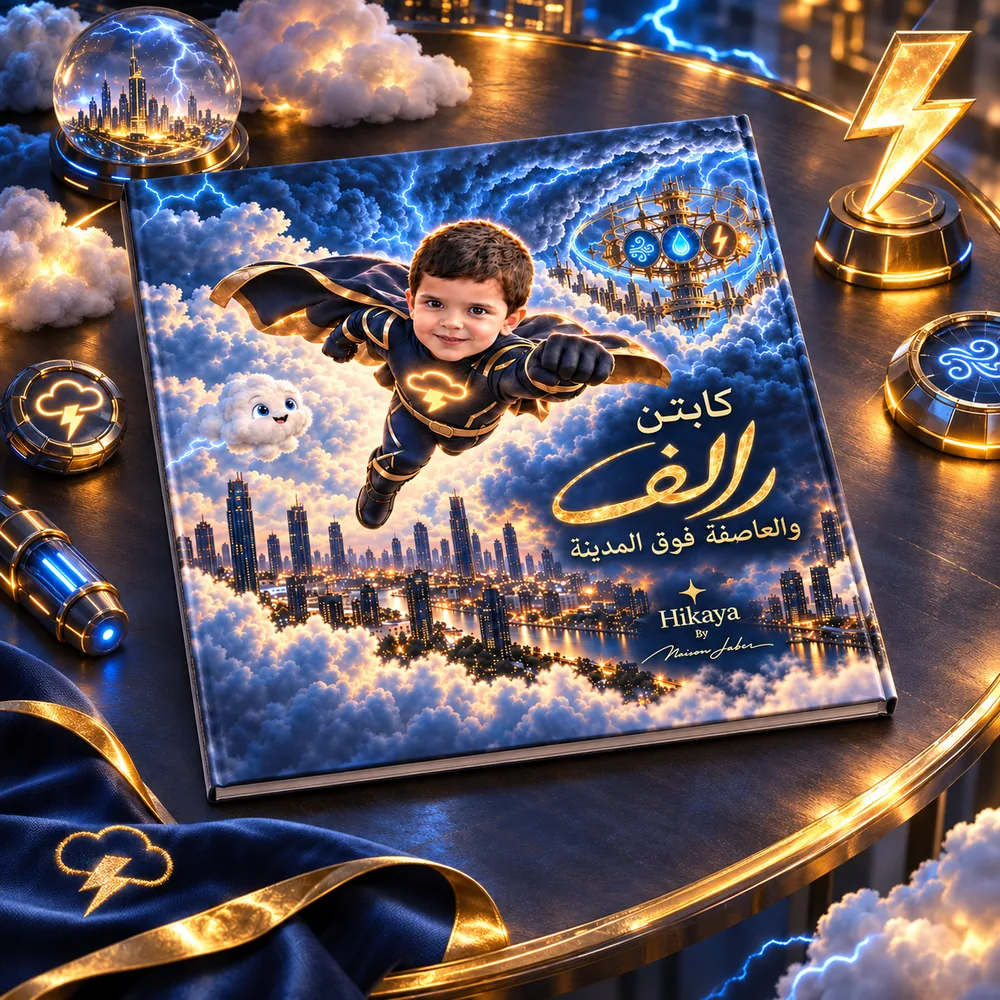 كابتن
رالف
والعاصفة فوق المدينة
Hikaya
By
Maison Jaber